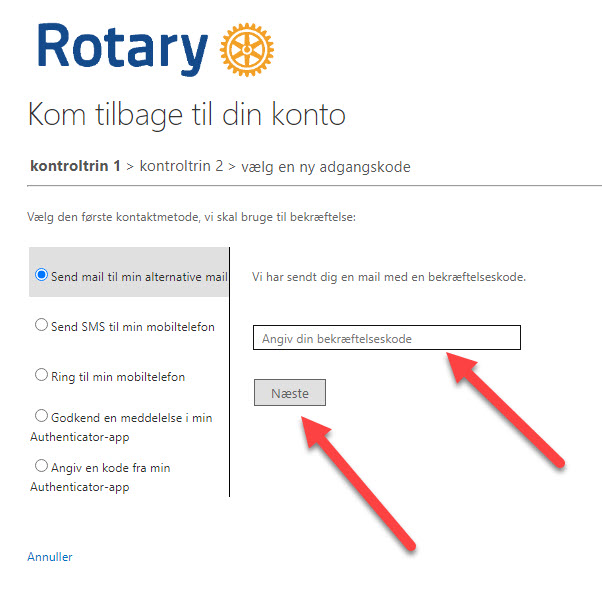 Rotary
Kom tilbage til din konto
kontroltrin 1 > kontroltrin 2 > vælg en ny adgangskode
Vælg den første kontaktmetode, vi skal bruge til bekræftelse:
Send mail til min alternative mail
Send SMS til min mobiltelefon
Ring til min mobiltelefon
Godkend en meddelelse i min
Authenticator-app
Angiv en kode fra min
Authenticator-app
Vi har sendt dig en mail med en bekræftelseskode.
Angiv din bekræftelseskode
Næste
Annuller